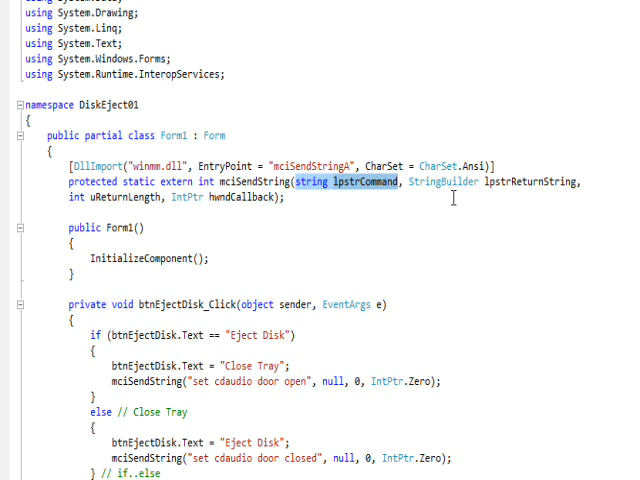 using System.Drawing;
using System.Linq;
using System.Text;
using System.Windows.Forms;
using System.Runtime.InteropServices;
namespace DiskEject01
{
public partial class Form1 : Form
{
[DllImport("winmm.dll", EntryPoint = "mciSendStringA", CharSet = CharSet.Ansi)]
protected static extern int mciSendString(string lpstrCommand, StringBuilder lpstrReturnString,
int uReturnLength, IntPtr hwndCallback);
public Form1()
{
InitializeComponent();
}
private void btnEjectDisk_Click(object sender, EventArgs e)
{
if (btnEjectDisk.Text == "Eject Disk")
{
btnEjectDisk.Text = "Close Tray";
mciSendString("set cdaudio door open", null, 0, IntPtr.Zero);
}
else // Close Tray
{
btnEjectDisk.Text = "Eject Disk";
mciSendString("set cdaudio door closed", null, 0, IntPtr.Zero);
} // if..else